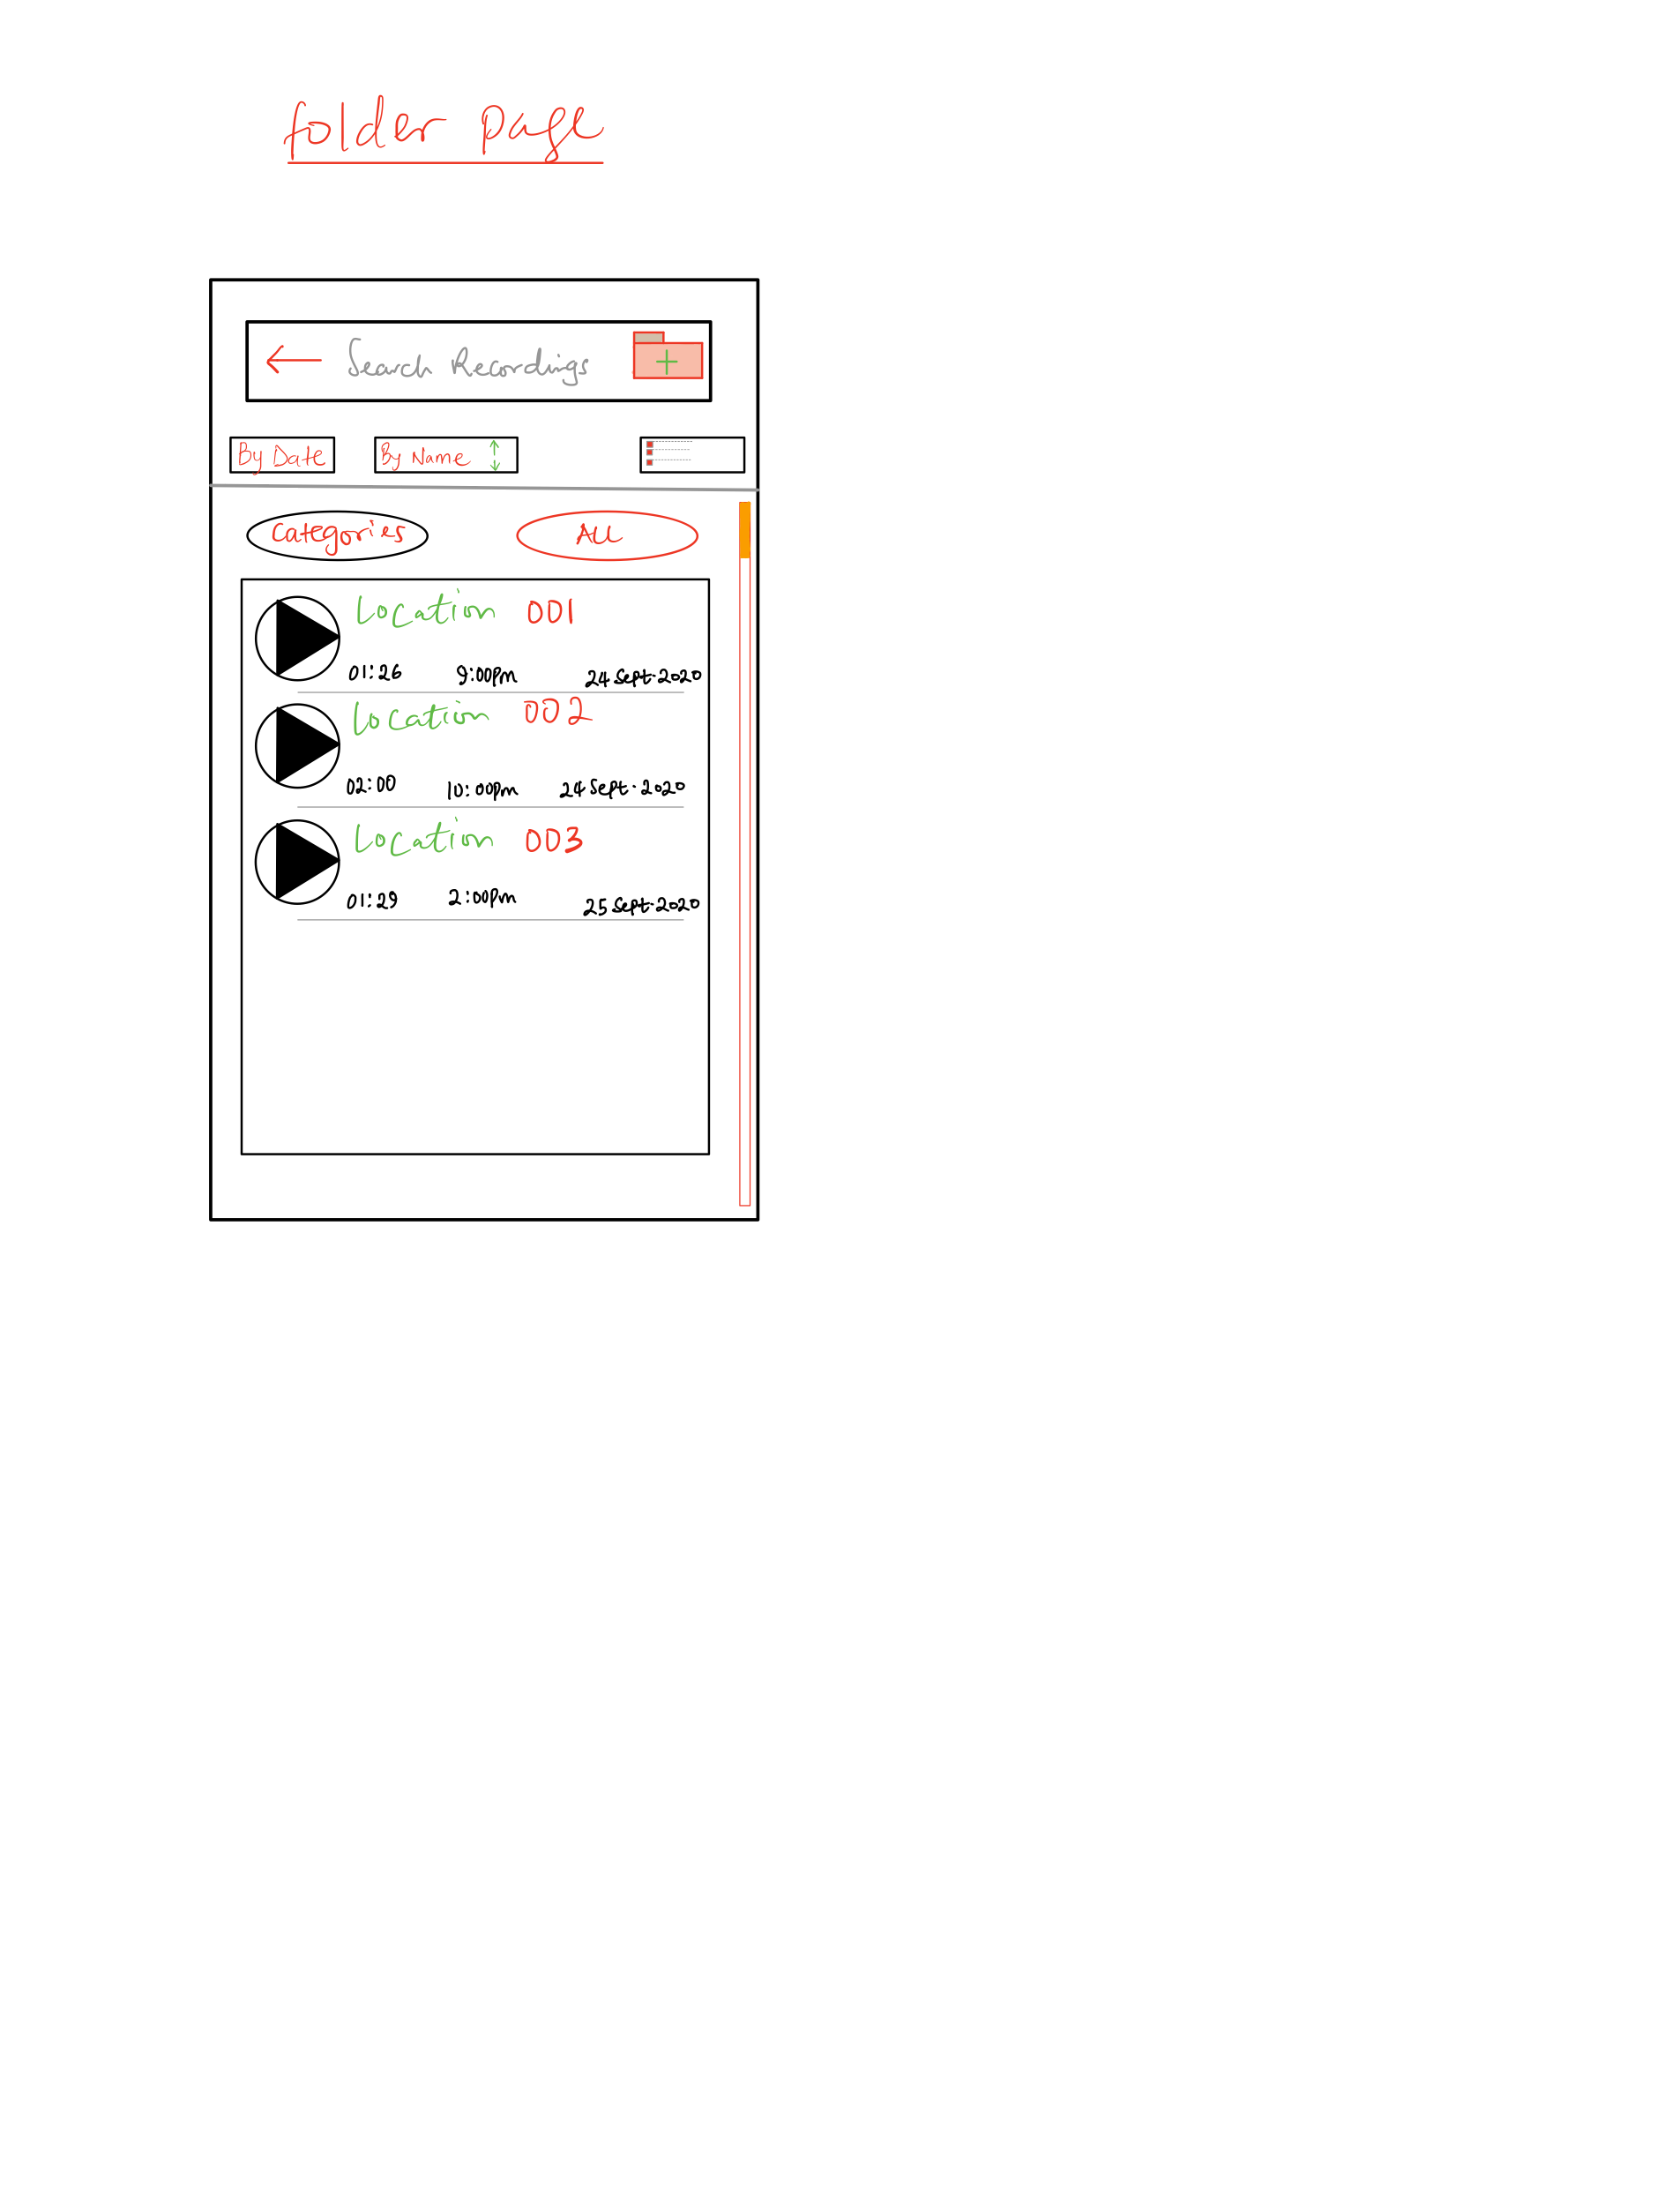 folder page
Search Recordings
By Date By Name
Categories All
Location 001
01:26 9:00pm 24 Sept. 2020
Location 002
02:00 10:00pm 24 Sept. 2020
Location 003
01:29 2:00pm 25 Sept. 2020